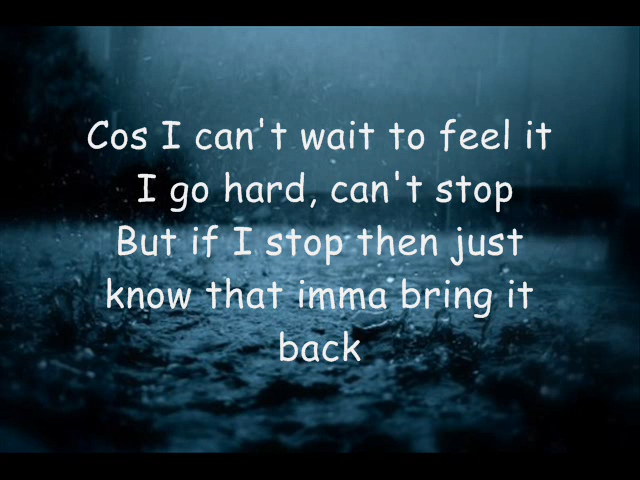 Cos I can't wait to feel it
I go hard, can't stop
But if I stop then just
know that imma bring it
back